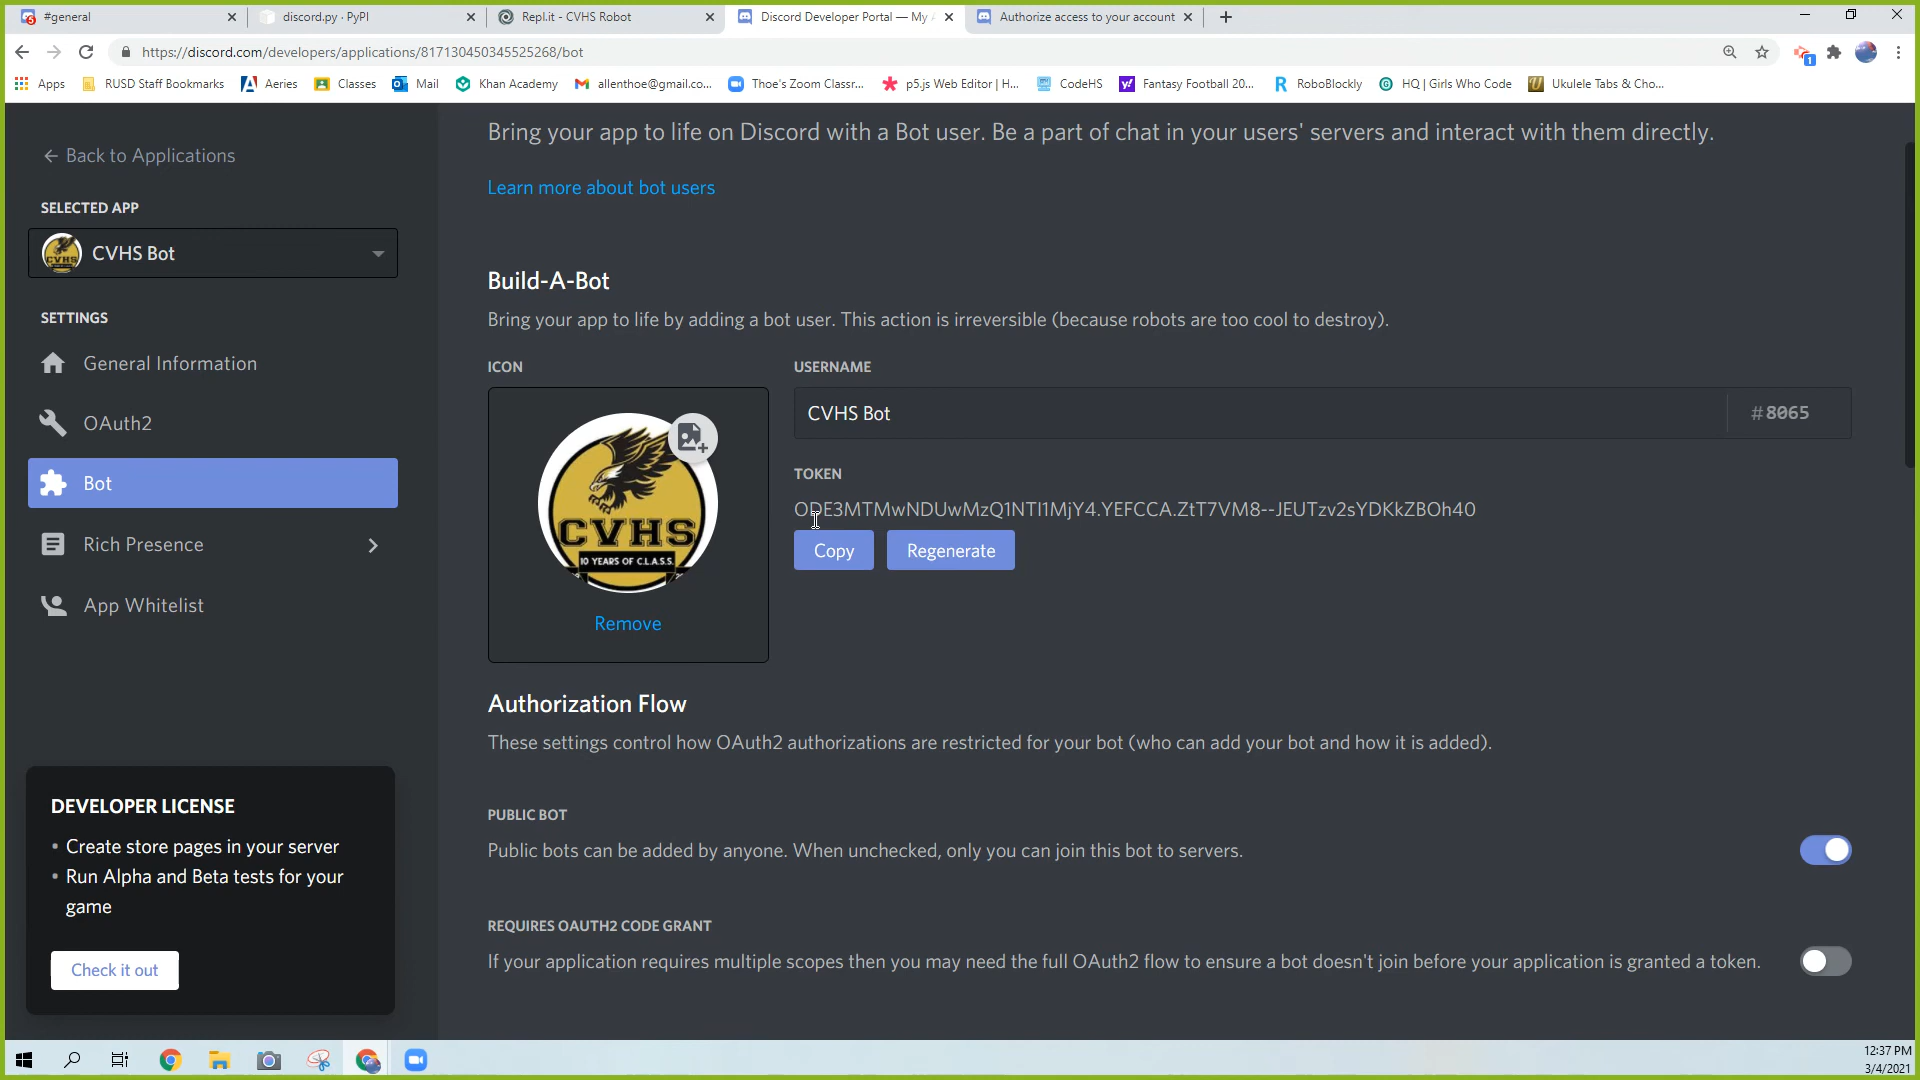 #general
discord.py · PyPI
Repl.it - CVHS Robot
Discord Developer Portal — My A
Authorize access to your account
https://discord.com/developers/applications/817130450345525268/bot
1
Apps
RUSD Staff Bookmarks
Aeries
Classes
Mail
Khan Academy
allenthoe@gmail.co...
Thoe's Zoom Classr...
p5.js Web Editor | H...
CodeHS
Fantasy Football 20...
RoboBlockly
HQ | Girls Who Code
Ukulele Tabs & Cho...
← Back to Applications
SELECTED APP
CVHS Bot
SETTINGS
General Information
OAuth2
Bot
Rich Presence
App Whitelist
DEVELOPER LICENSE
• Create store pages in your server
• Run Alpha and Beta tests for your
game
Check it out
Bring your app to life on Discord with a Bot user. Be a part of chat in your users' servers and interact with them directly.
Learn more about bot users
Build-A-Bot
Bring your app to life by adding a bot user. This action is irreversible (because robots are too cool to destroy).
ICON
CVHS
10 YEARS OF C.L.A.S.S.
Remove
USERNAME
CVHS Bot
#8065
TOKEN
ODE3MTMwNDUwMzQ1NTI1MjY4.YEFCCA.ZtT7VM8--JEUTzv2sYDKkZBOh40
Copy
Regenerate
Authorization Flow
These settings control how OAuth2 authorizations are restricted for your bot (who can add your bot and how it is added).
PUBLIC BOT
Public bots can be added by anyone. When unchecked, only you can join this bot to servers.
REQUIRES OAUTH2 CODE GRANT
If your application requires multiple scopes then you may need the full OAuth2 flow to ensure a bot doesn't join before your application is granted a token.
12:37 PM
3/4/2021